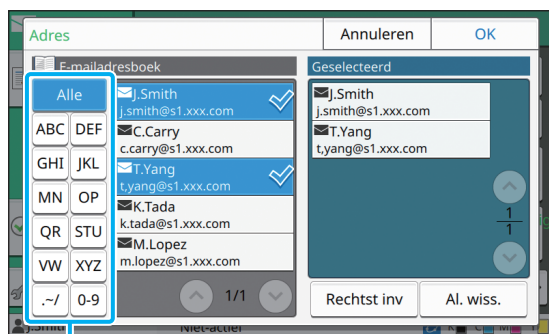 Adres
Annuleren
OK
E-mailadresboek
Geselecteerd
Alle
ABC DEF
GHI JKL
MN OP
QR STU
VW XYZ
.~/ 0-9
J.Smith
j.smith@s1.xxx.com
C.Carry
c.carry@s1.xxx.com
T.Yang
t,yang@s1.xxx.com
K.Tada
k.tada@s1.xxx.com
M.Lopez
m.lopez@s1.xxx.com
1/1
J.Smith
j.smith@s1.xxx.com
T.Yang
t,yang@s1.xxx.com
1
1
Rechtst inv
Al. wiss.
J.Smith
Niet-actief
K C M